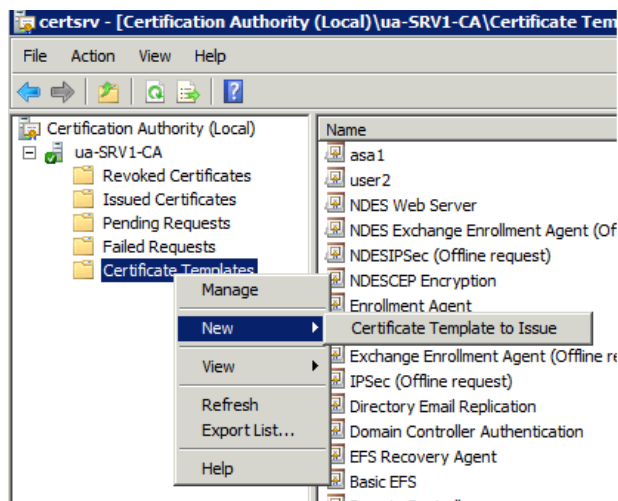 certsrv - [Certification Authority (Local)\ua-SRV1-CA\Certificate Tem
File Action View Help
Certification Authority (Local)
ua-SRV1-CA
Revoked Certificates
Issued Certificates
Pending Requests
Failed Requests
Certificate Templates
Manage
New
Certificate Template to Issue
View
Refresh
Export List...
Help
Name
asa1
user2
NDES Web Server
NDES Exchange Enrollment Agent (Of
NDESIPSec (Offline request)
NDESCEP Encryption
Enrollment Agent
Exchange Enrollment Agent (Offline re
IPSec (Offline request)
Directory Email Replication
Domain Controller Authentication
EFS Recovery Agent
Basic EFS